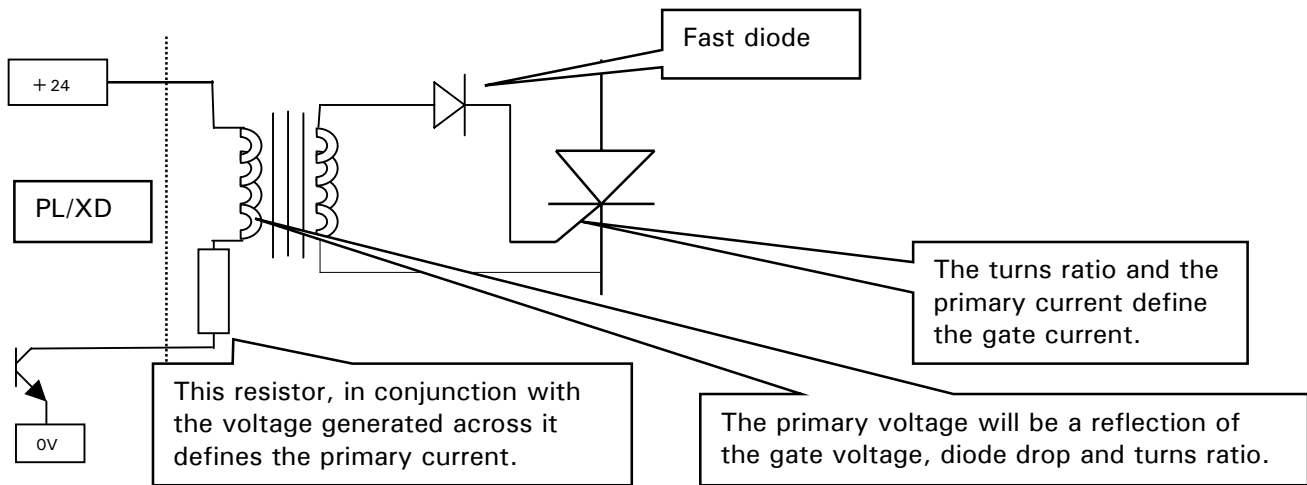 Fast diode
+24
PL/XD
The turns ratio and the
primary current define
the gate current.
This resistor, in conjunction with
the voltage generated across it
defines the primary current.
The primary voltage will be a reflection of
the gate voltage, diode drop and turns ratio.
0V